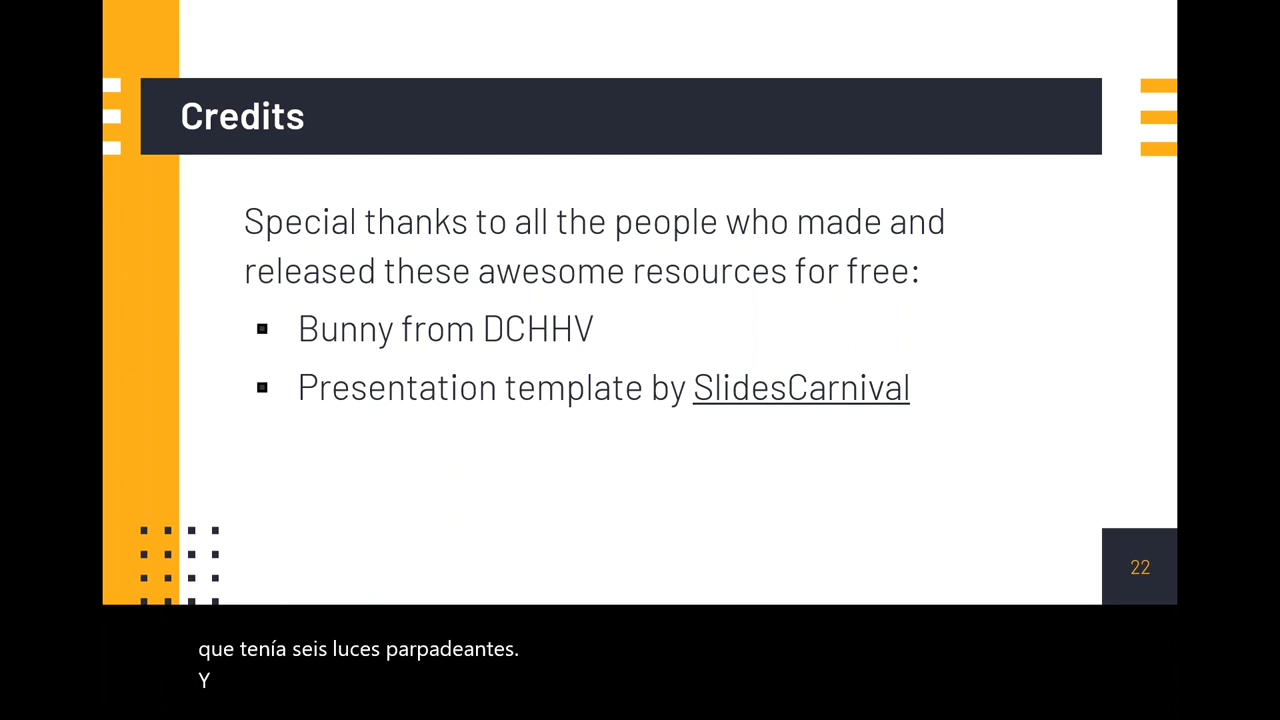 Credits
Special thanks to all the people who made and
released these awesome resources for free:
▪ Bunny from DCHHV
▪ Presentation template by SlidesCarnival
22
que tenía seis luces parpadeantes.
Y